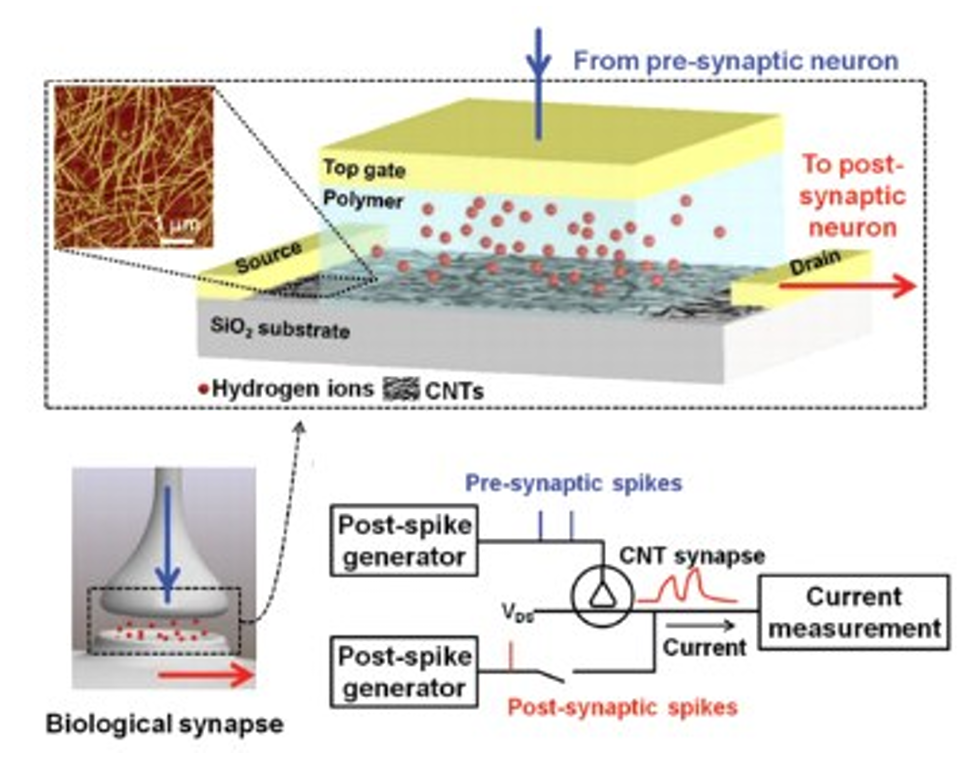 From pre-synaptic neuron
1 μm
Top gate
Polymer
To post-
synaptic
neuron
Source
Drain
SiO₂ substrate
Hydrogen ions
CNTs
Pre-synaptic spikes
Post-spike
generator
CNT synapse
V_DS
Current
Current
measurement
Post-spike
generator
Post-synaptic spikes
Biological synapse